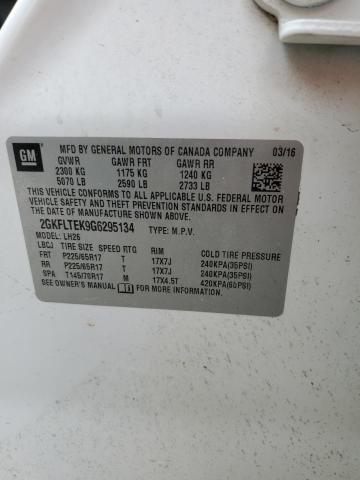 GM
MFD BY GENERAL MOTORS OF CANADA COMPANY 03/16
GVWR GAWR FRT GAWR RR
2300 KG 1175 KG 1240 KG
5070 LB 2590 LB 2733 LB
THIS VEHICLE CONFORMS TO ALL APPLICABLE U.S. FEDERAL MOTOR
VEHICLE SAFETY, BUMPER, AND THEFT PREVENTION STANDARDS IN
EFFECT ON THE DATE OF MANUFACTURE SHOWN ABOVE.
2GKFLTEK9G6295134 TYPE: M.P.V.
MODEL: LH26
LBCJ TIRE SIZE SPEED RTG RIM COLD TIRE PRESSURE
FRT P225/65R17 T 17X7J 240KPA(35PSI)
RR P225/65R17 T 17X7J 240KPA(35PSI)
SPA T145/70R17 M 17X4.5T 420KPA(60PSI)
SEE OWNER'S MANUAL FOR MORE INFORMATION.